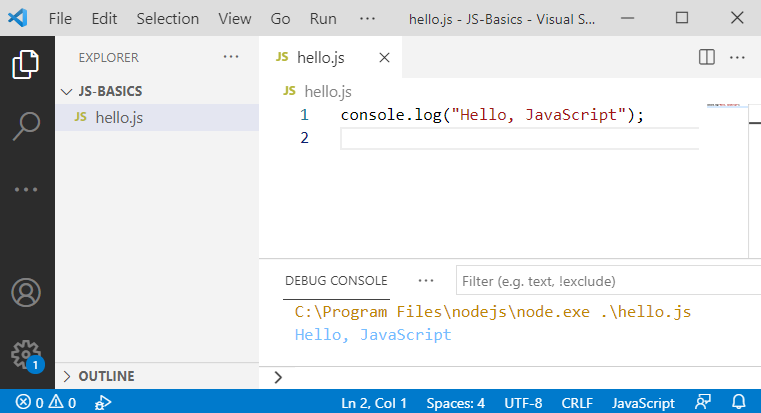 File Edit Selection View Go Run ··· hello.js - JS-Basics - Visual S...
EXPLORER ···
JS-BASICS
JS hello.js
OUTLINE
1
JS hello.js
JS hello.js
1 console.log("Hello, JavaScript");
2
DEBUG CONSOLE ··· Filter (e.g. text, !exclude)
C:\Program Files\nodejs\node.exe .\hello.js
Hello, JavaScript
0 0 Ln 2, Col 1 Spaces: 4 UTF-8 CRLF JavaScript